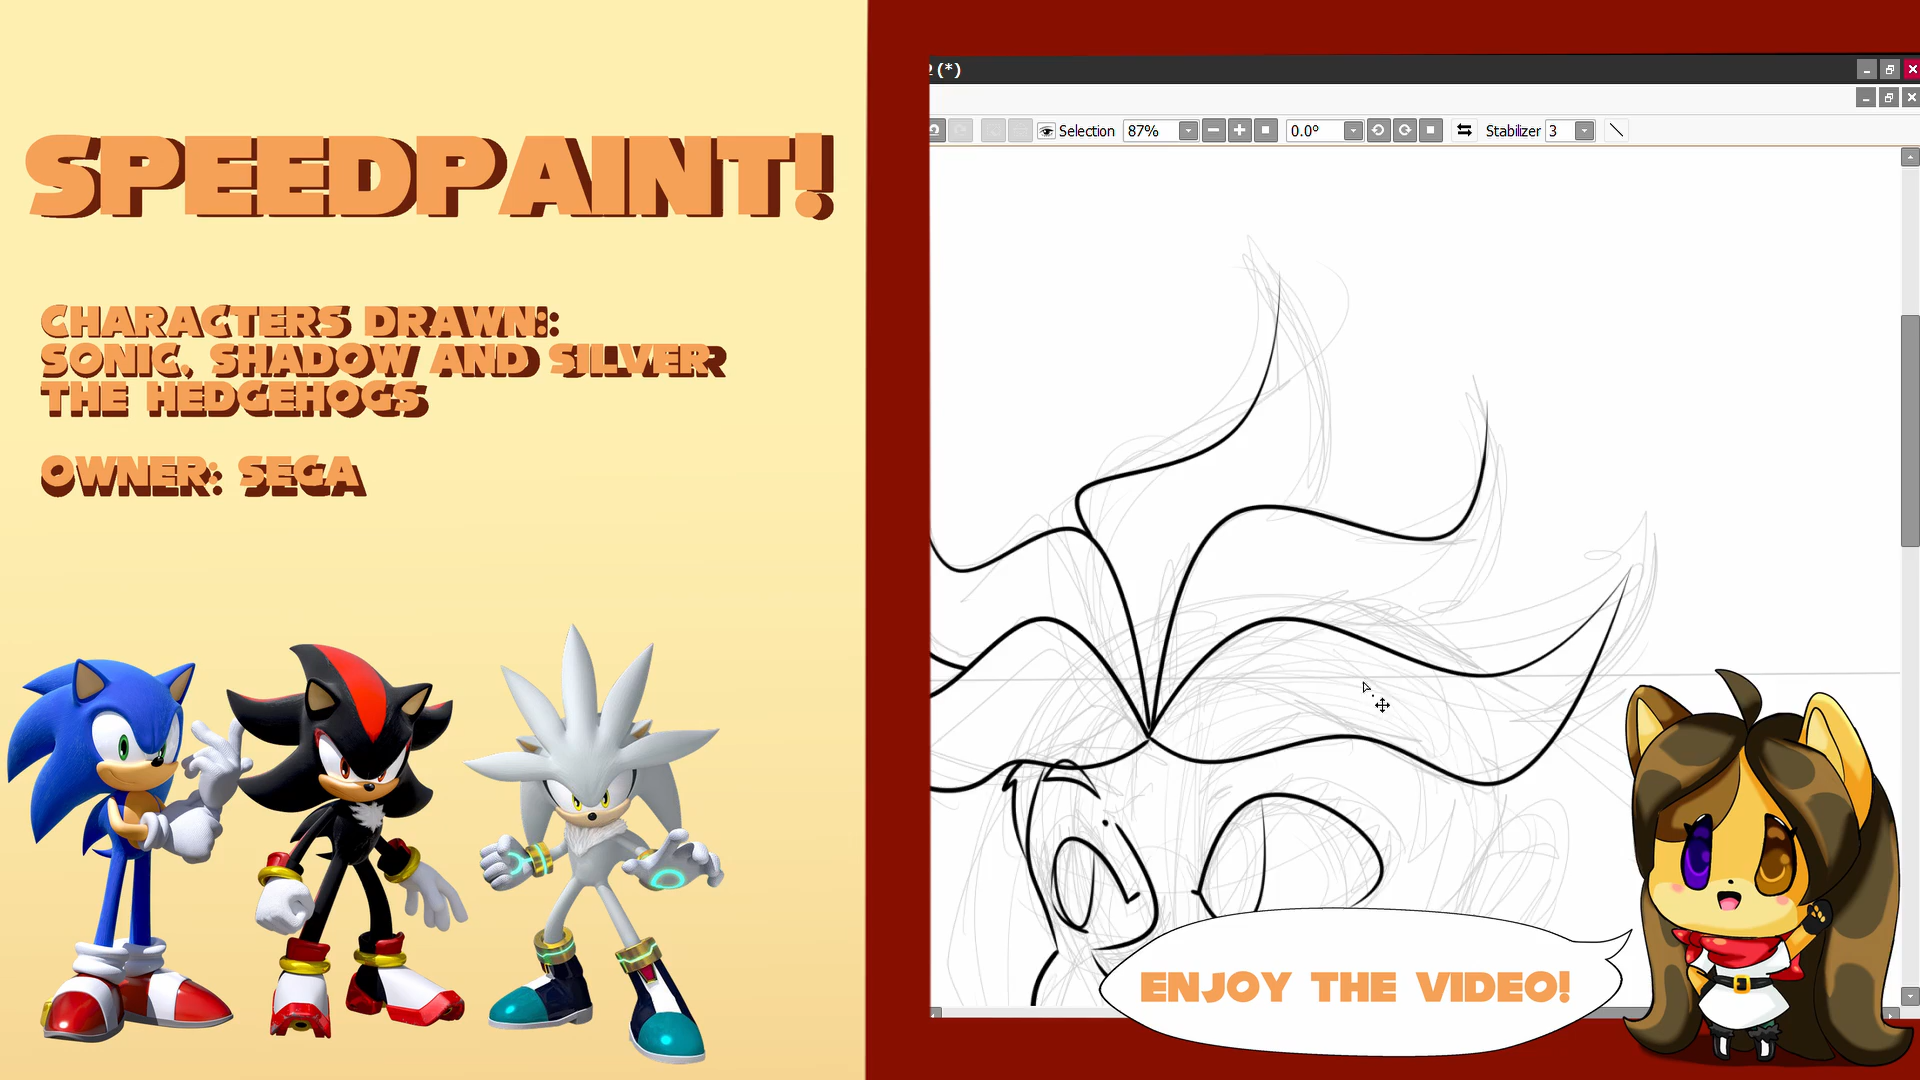 SPEEDPAINT!
CHARACTERS DRAWN:
SONIC, SHADOW AND SILVER
THE HEDGEHOGS
OWNER: SEGA
(*)
Selection
87%
0.0°
Stabilizer 3
ENJOY THE VIDEO!